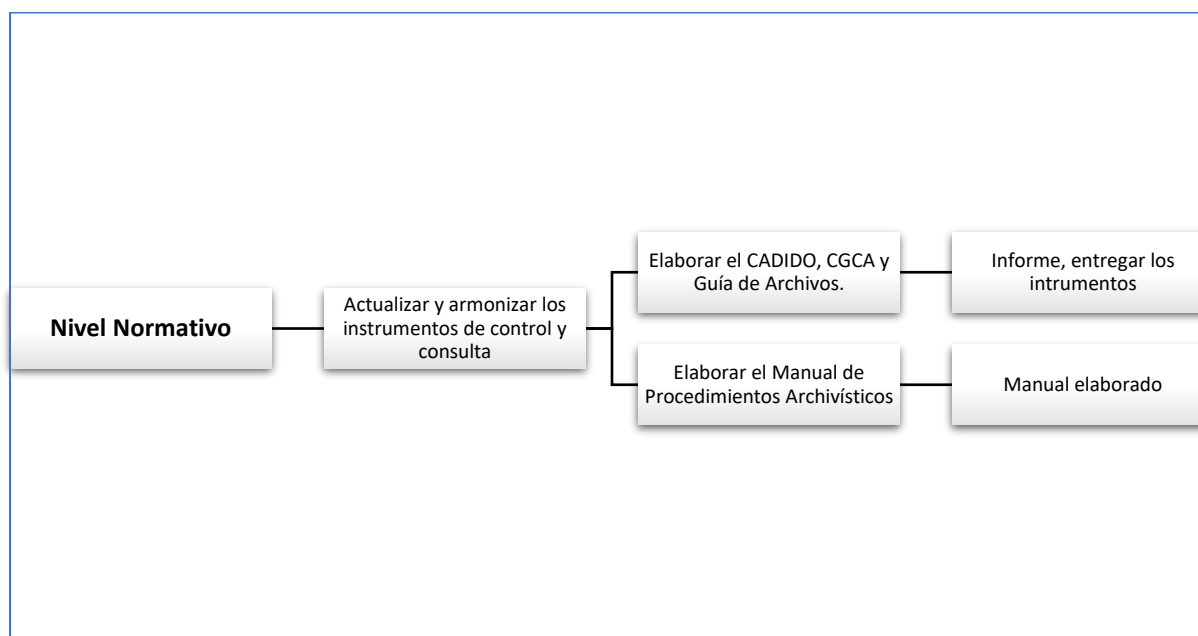 Nivel Normativo
Actualizar y armonizar los
instrumentos de control y
consulta
Elaborar el CADIDO, CGCA y
Guía de Archivos.
Informe, entregar los
intrumentos
Elaborar el Manual de
Procedimientos Archivísticos
Manual elaborado